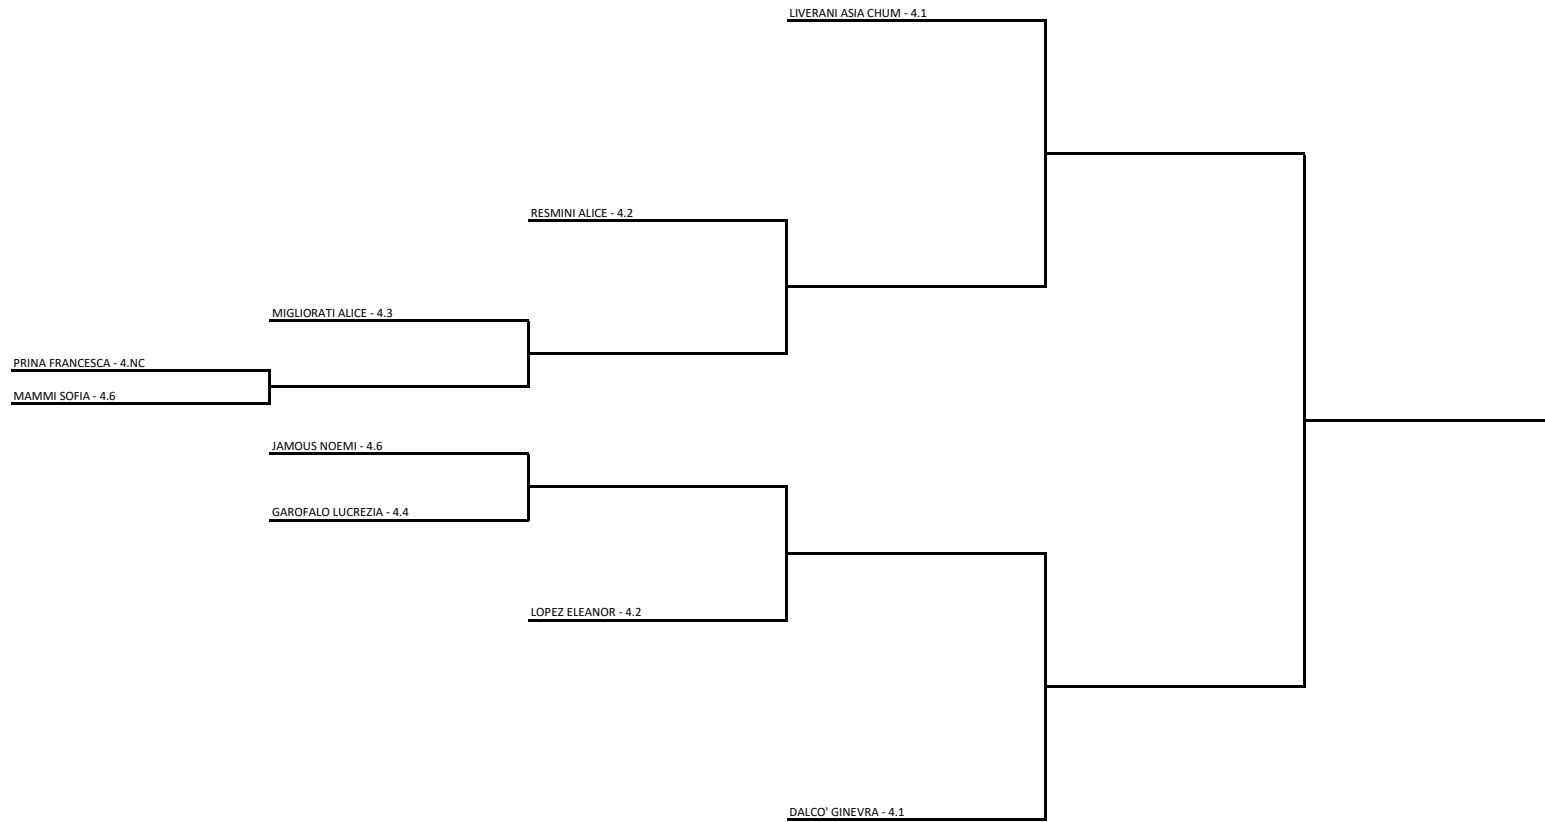 LIVERANI ASIA CHUM - 4.1
RESMINI ALICE - 4.2
MIGLIORATI ALICE - 4.3
PRINA FRANCESCA - 4.NC
MAMMI SOFIA - 4.6
JAMOUS NOEMI - 4.6
GAROFALO LUCREZIA - 4.4
LOPEZ ELEANOR - 4.2
DALCO' GINEVRA - 4.1